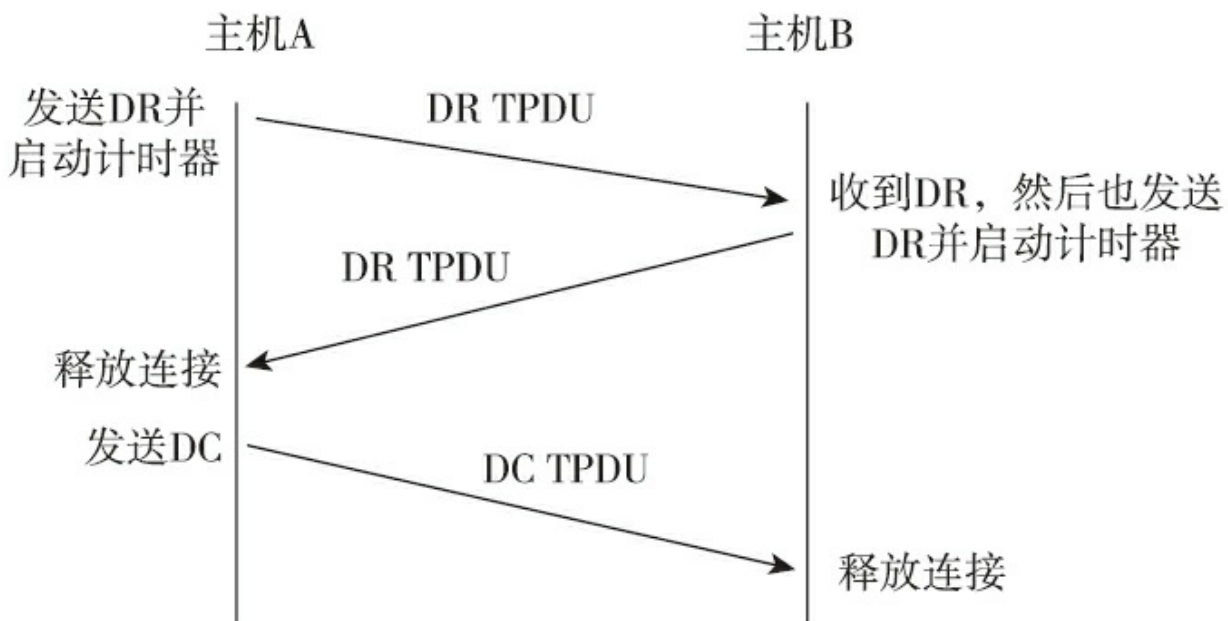 主机A
主机B
发送DR并
启动计时器
DR TPDU
收到DR，然后也发送
DR并启动计时器
DR TPDU
释放连接
发送DC
DC TPDU
释放连接